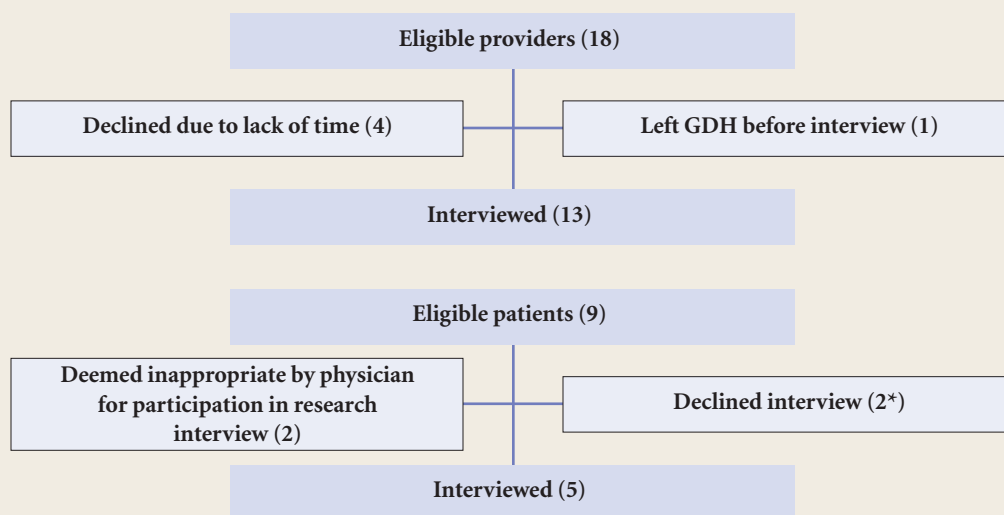 Eligible providers (18)
Declined due to lack of time (4)
Left GDH before interview (1)
Interviewed (13)
Eligible patients (9)
Deemed inappropriate by physician
for participation in research
interview (2)
Declined interview (2*)
Interviewed (5)